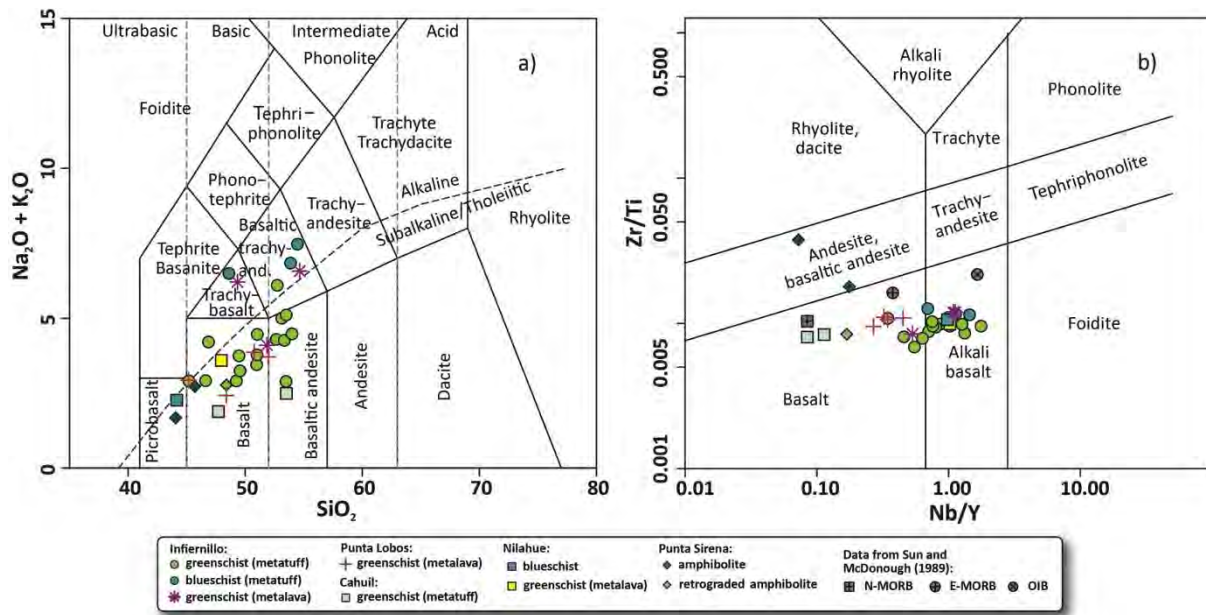 15
10
5
0
Na₂O + K₂O
Ultrabasic
Basic
Intermediate
Acid
a)
Phonolite
Foidite
Tephri–
phonolite
Trachyte
Trachydacite
Phono-
tephrite
Alkaline
Trachy-
andesite
Subalkaline/Tholeiitic
Rhyolite
Basaltic
trachy-
and.
Tephrite
Basanite
Trachy-
basalt
Picrobasalt
Basalt
Basaltic andesite
Andesite
Dacite
40
50
60
70
80
SiO₂
0.500
0.050
0.005
0.001
Zr/Ti
b)
Alkali
rhyolite
Phonolite
Rhyolite,
dacite
Trachyte
Tephriphonolite
Trachy-
andesite
Andesite,
basaltic andesite
Foidite
Alkali
basalt
Basalt
0.01
0.10
1.00
10.00
Nb/Y
Infiernillo:
greenschist (metatuff)
blueschist (metatuff)
greenschist (metalava)
Punta Lobos:
greenschist (metalava)
Cahuil:
greenschist (metatuff)
Nilahue:
blueschist
greenschist (metalava)
Punta Sirena:
amphibolite
retrograded amphibolite
Data from Sun and
McDonough (1989):
N-MORB
E-MORB
OIB